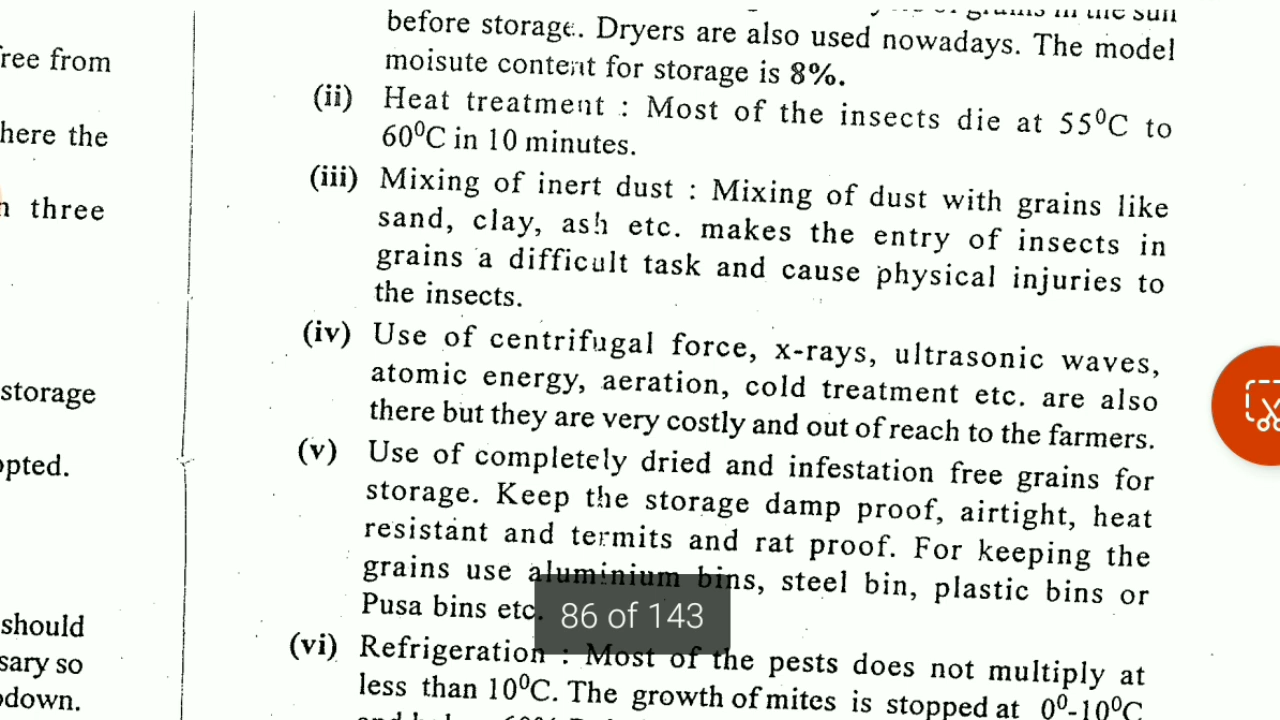 ree from
here the
three
storage
opted.
should
sary so
down.
grains in the sun
before storage. Dryers are also used nowadays. The model
moisute content for storage is 8%.
(ii) Heat treatment : Most of the insects die at 55⁰C to
60⁰C in 10 minutes.
(iii) Mixing of inert dust : Mixing of dust with grains like
sand, clay, ash etc. makes the entry of insects in
grains a difficult task and cause physical injuries to
the insects.
(iv) Use of centrifugal force, x-rays, ultrasonic waves,
atomic energy, aeration, cold treatment etc. are also
there but they are very costly and out of reach to the farmers.
(v) Use of completely dried and infestation free grains for
storage. Keep the storage damp proof, airtight, heat
resistant and termits and rat proof. For keeping the
grains use aluminium bins, steel bin, plastic bins or
Pusa bins etc.
86 of 143
(vi) Refrigeration : Most of the pests does not multiply at
less than 10⁰C. The growth of mites is stopped at 0⁰-10⁰C